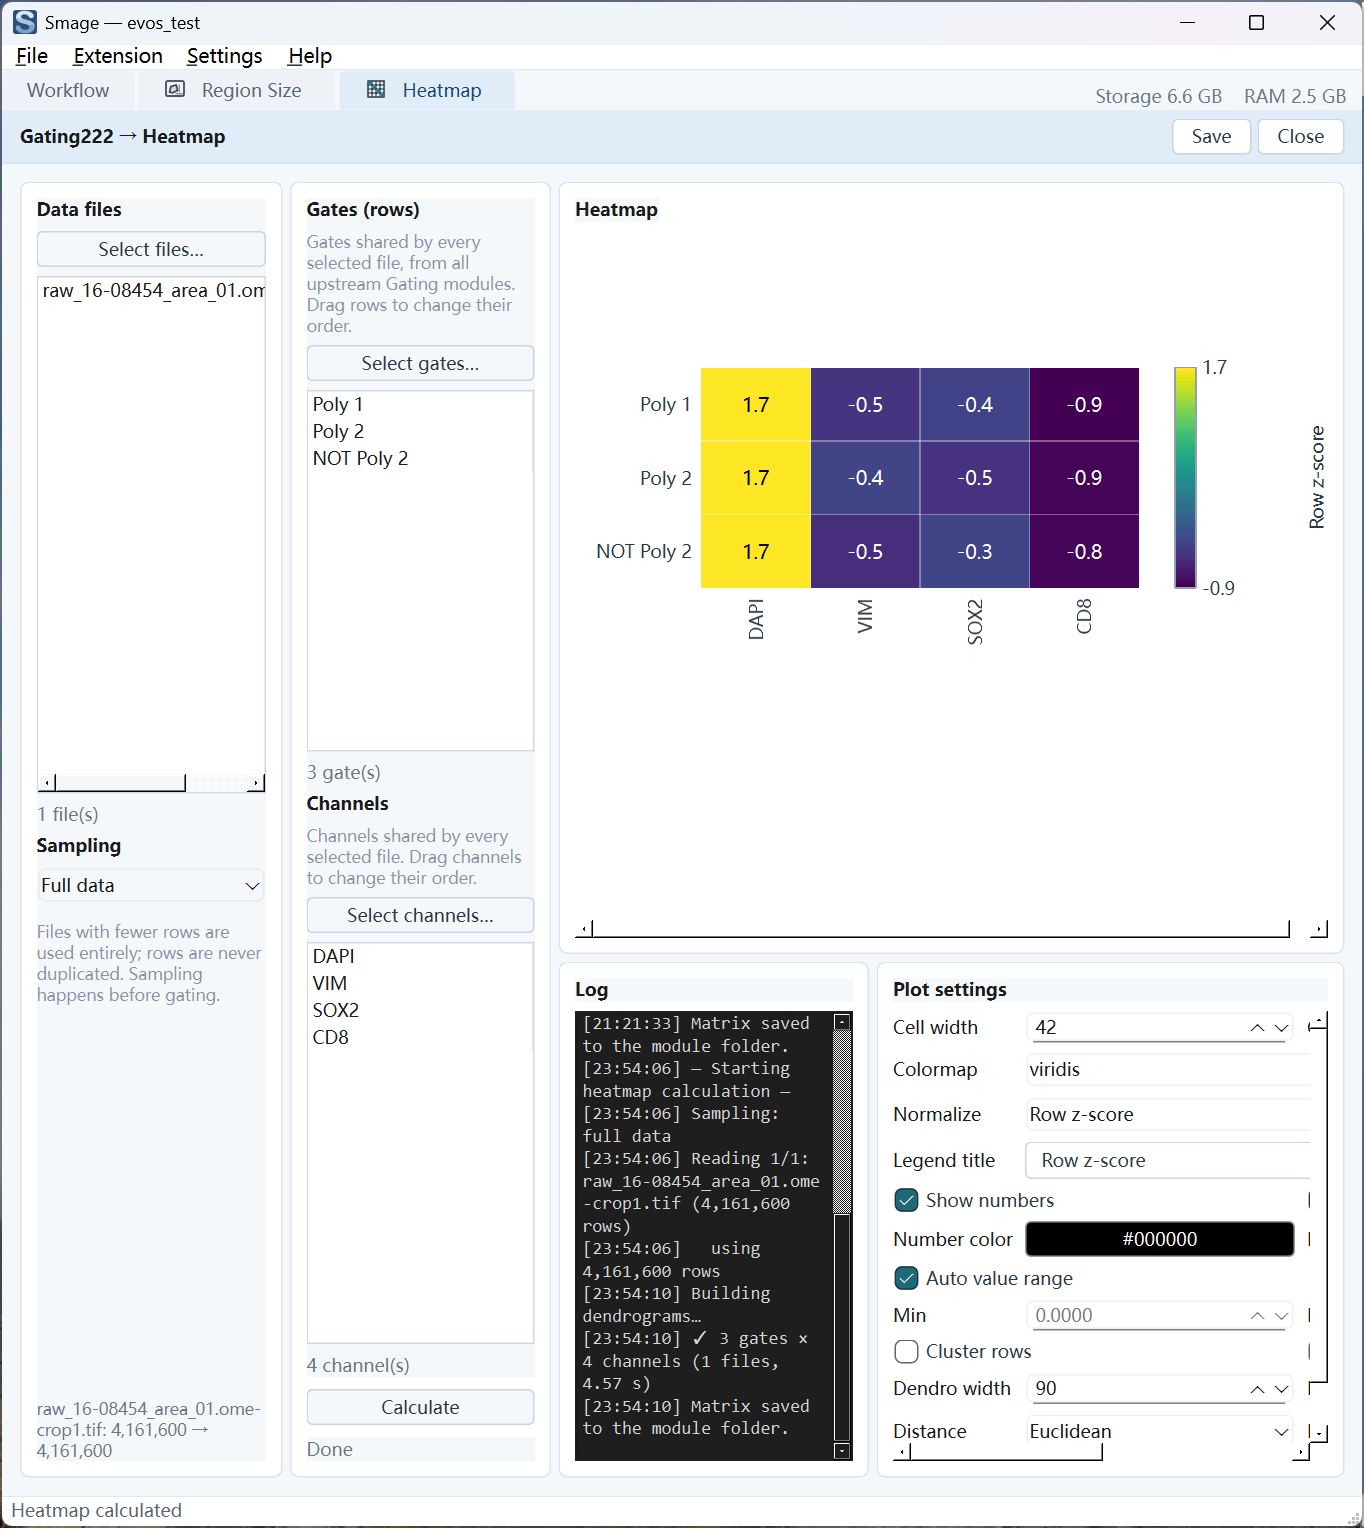 Smage — evos_test
File Extension Settings Help
Workflow Region Size Heatmap Storage 6.6 GB RAM 2.5 GB
Gating222 → Heatmap Save Close
Data files
Select files...
raw_16-08454_area_01.om
1 file(s)
Sampling
Full data
Files with fewer rows are
used entirely; rows are never
duplicated. Sampling
happens before gating.
raw_16-08454_area_01.ome-
crop1.tif: 4,161,600 →
4,161,600
Gates (rows)
Gates shared by every
selected file, from all
upstream Gating modules.
Drag rows to change their
order.
Select gates...
Poly 1
Poly 2
NOT Poly 2
3 gate(s)
Channels
Channels shared by every
selected file. Drag channels
to change their order.
Select channels...
DAPI
VIM
SOX2
CD8
4 channel(s)
Calculate
Done
Heatmap
Poly 1 1.7 -0.5 -0.4 -0.9
Poly 2 1.7 -0.4 -0.5 -0.9
NOT Poly 2 1.7 -0.5 -0.3 -0.8
DAPI VIM SOX2 CD8
1.7
-0.9
Row z-score
Log
[21:21:33] Matrix saved
to the module folder.
[23:54:06] — Starting
heatmap calculation —
[23:54:06] Sampling:
full data
[23:54:06] Reading 1/1:
raw_16-08454_area_01.ome
-crop1.tif (4,161,600
rows)
[23:54:06]   using
4,161,600 rows
[23:54:10] Building
dendrograms…
[23:54:10] ✓ 3 gates ×
4 channels (1 files,
4.57 s)
[23:54:10] Matrix saved
to the module folder.
Plot settings
Cell width 42
Colormap viridis
Normalize Row z-score
Legend title Row z-score
Show numbers
Number color #000000
Auto value range
Min 0.0000
Cluster rows
Dendro width 90
Distance Euclidean
Heatmap calculated